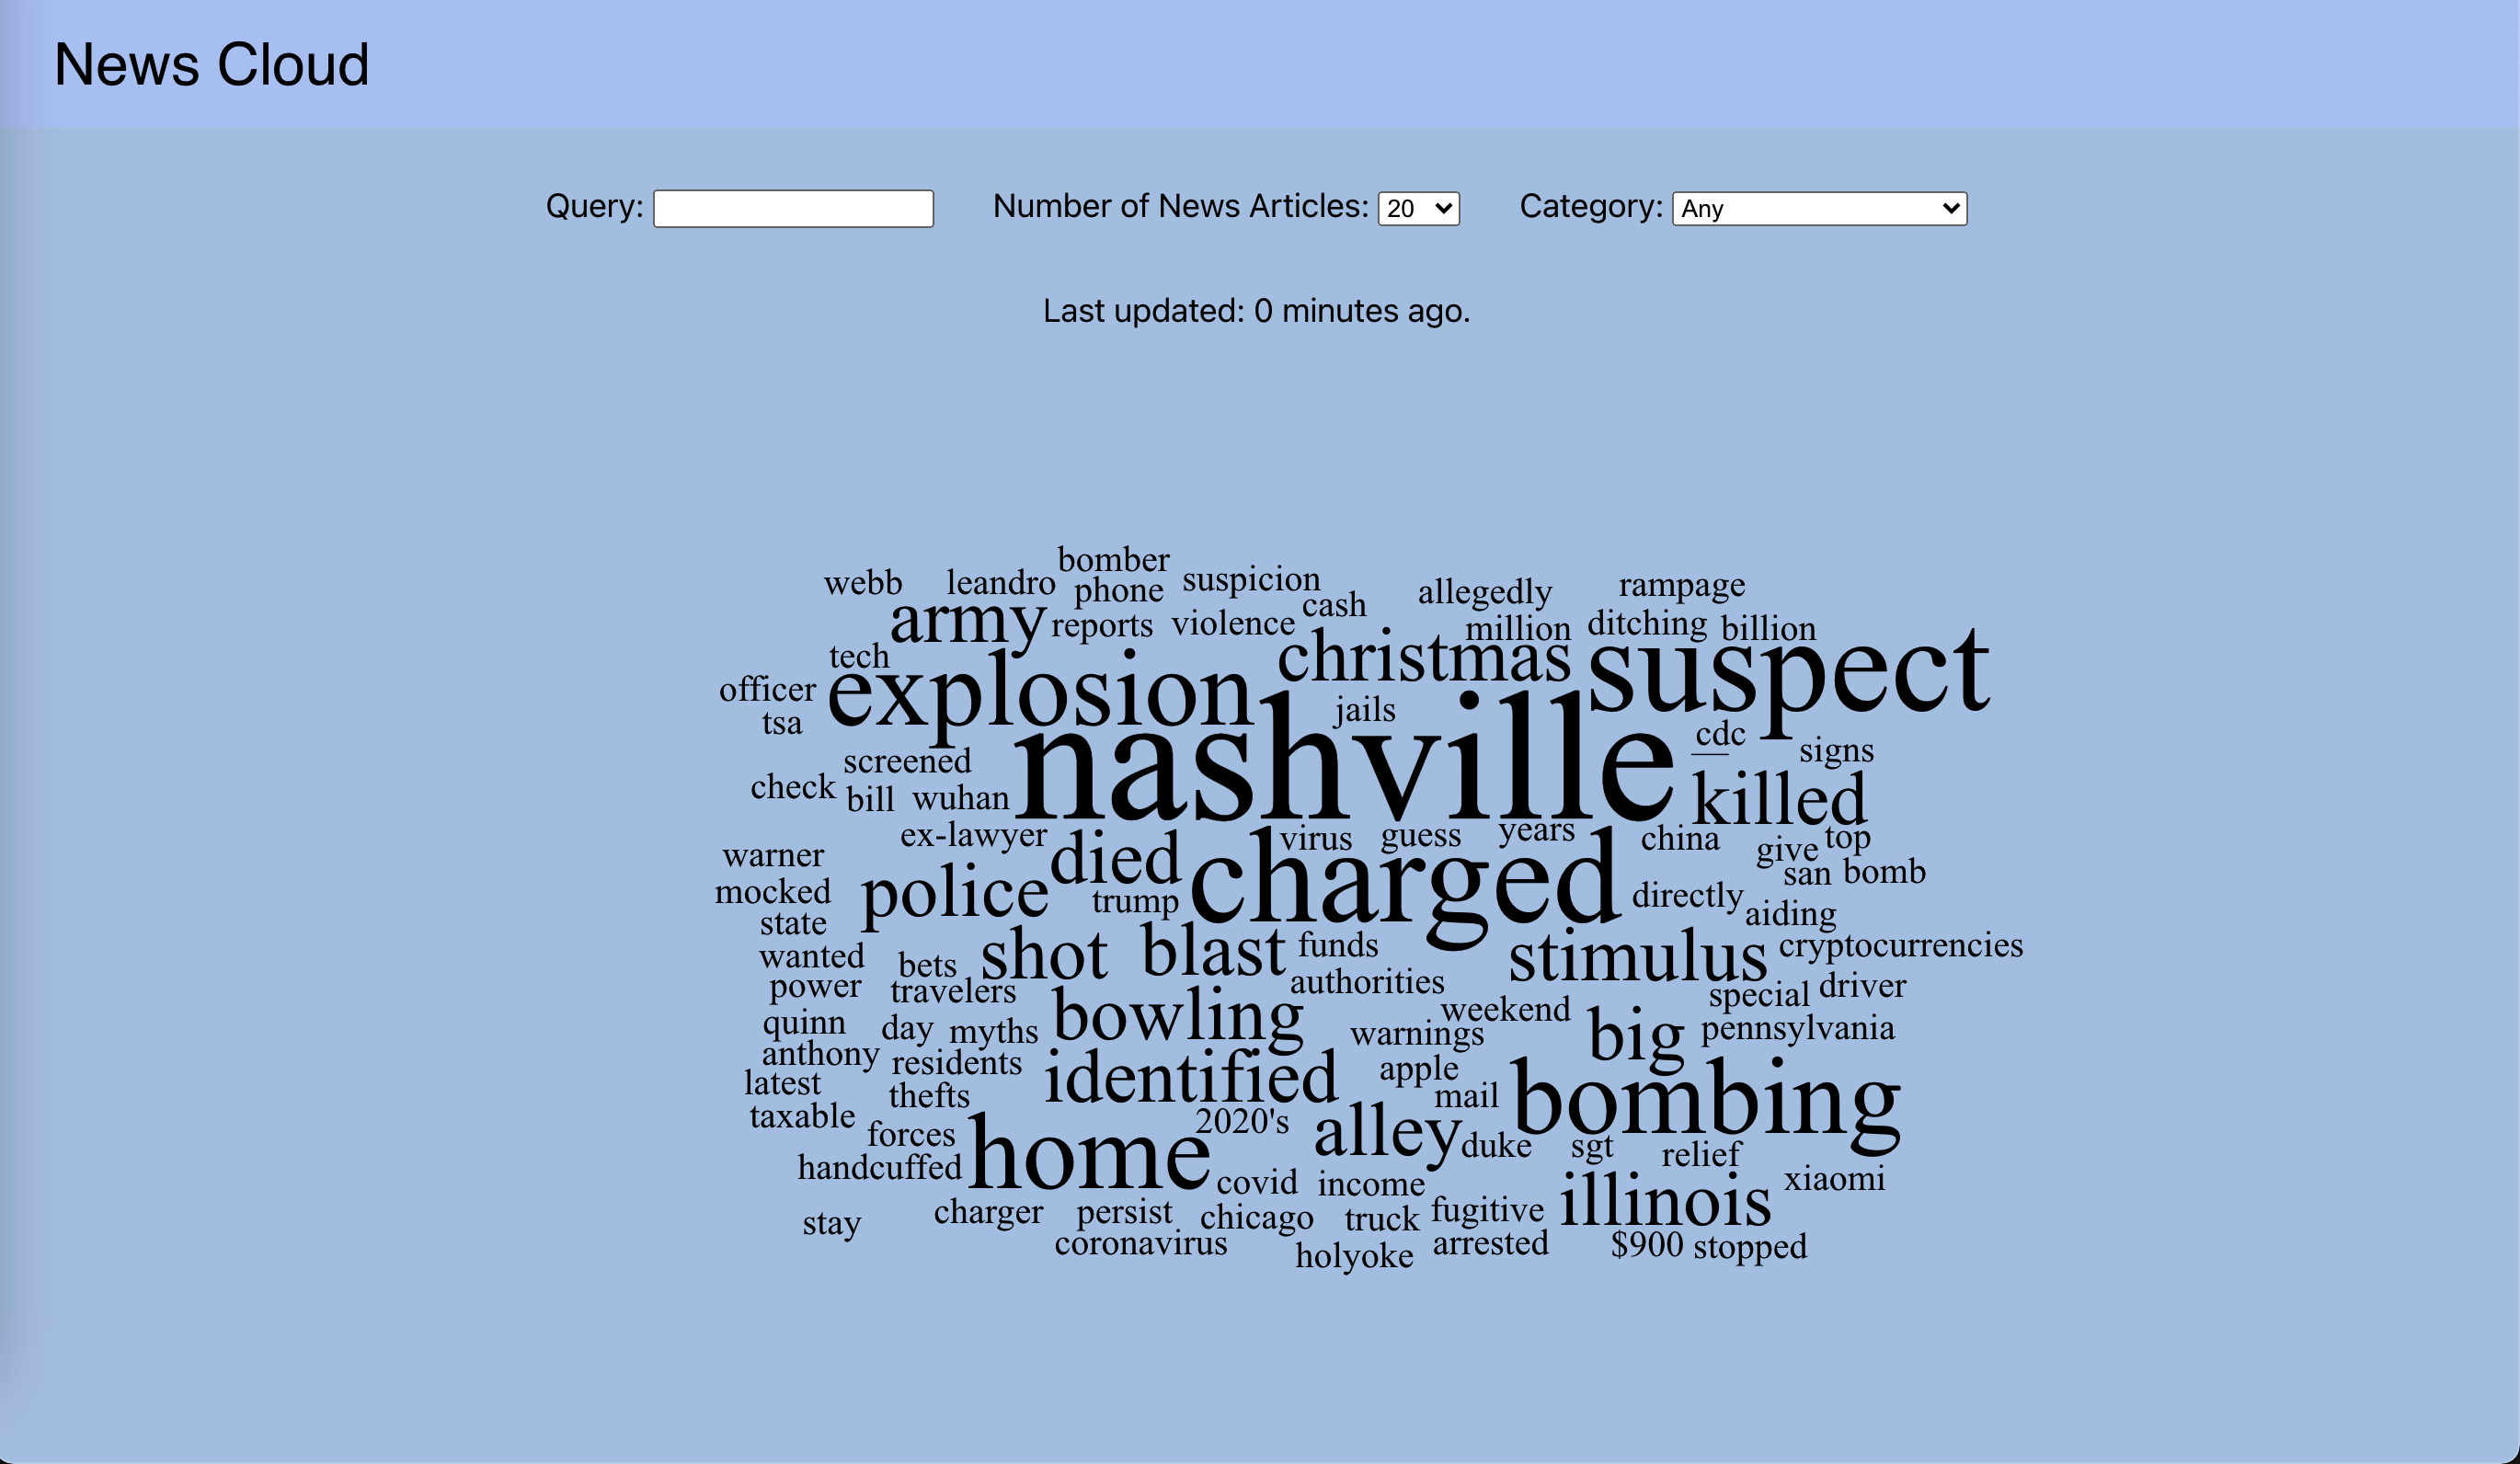 News Cloud
Query: Number of News Articles: 20 Category: Any
Last updated: 0 minutes ago.
bomber
webb leandro phone suspicion allegedly rampage
army reports violence cash million ditching billion
tech christmas suspect
officer explosion jails
tsa nashville cdc signs
screened
check bill wuhan killed
ex-lawyer virus guess years china give top
warner died charged san bomb
mocked police trump directly aiding
state
wanted bets shot blast funds stimulus cryptocurrencies
power travelers authorities special driver
quinn day myths bowling warnings weekend big pennsylvania
anthony residents identified apple
latest thefts mail bombing
taxable 2020's alley
forces home duke sgt relief
handcuffed covid income illinois xiaomi
stay charger persist chicago truck fugitive
coronavirus holyoke arrested $900 stopped